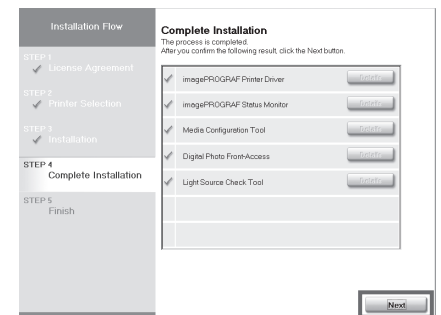 Installation Flow
STEP 1
License Agreement
STEP 2
Printer Selection
STEP 3
Installation
STEP 4
Complete Installation
STEP 5
Finish
Complete Installation
The process is completed.
After you confirm the following result, click the Next button.
imagePROGRAF Printer Driver
imagePROGRAF Status Monitor
Media Configuration Tool
Digital Photo Front-Access
Light Source Check Tool
Next